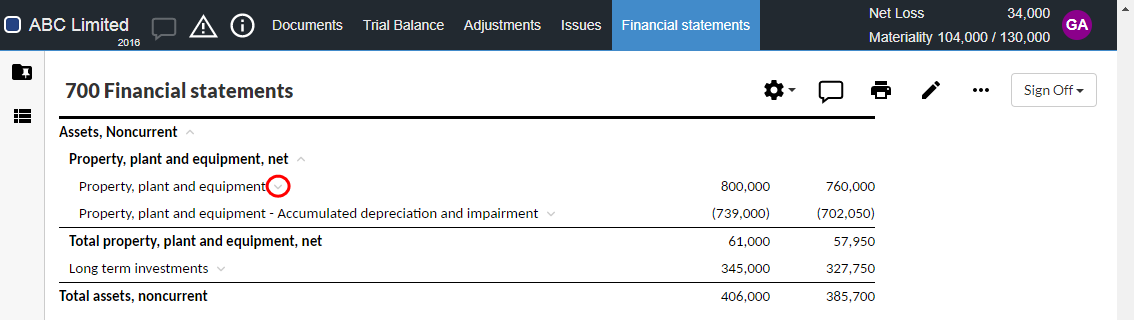 ABC Limited Documents Trial Balance Adjustments Issues Financial statements Net Loss 34,000
2016 Materiality 104,000 / 130,000 GA
700 Financial statements Sign Off
Assets, Noncurrent
Property, plant and equipment, net
Property, plant and equipment 800,000 760,000
Property, plant and equipment - Accumulated depreciation and impairment (739,000) (702,050)
Total property, plant and equipment, net 61,000 57,950
Long term investments 345,000 327,750
Total assets, noncurrent 406,000 385,700